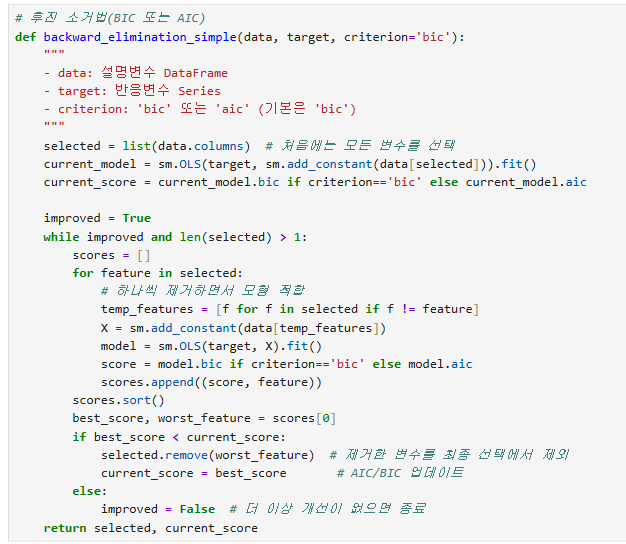 # 후진 소거법(BIC 또는 AIC)
def backward_elimination_simple(data, target, criterion='bic'):
    """
    - data: 설명변수 DataFrame
    - target: 반응변수 Series
    - criterion: 'bic' 또는 'aic' (기본은 'bic')
    """
    selected = list(data.columns)  # 처음에는 모든 변수를 선택
    current_model = sm.OLS(target, sm.add_constant(data[selected])).fit()
    current_score = current_model.bic if criterion=='bic' else current_model.aic

    improved = True
    while improved and len(selected) > 1:
        scores = []
        for feature in selected:
            # 하나씩 제거하면서 모형 적합
            temp_features = [f for f in selected if f != feature]
            X = sm.add_constant(data[temp_features])
            model = sm.OLS(target, X).fit()
            score = model.bic if criterion=='bic' else model.aic
            scores.append((score, feature))
        scores.sort()
        best_score, worst_feature = scores[0]
        if best_score < current_score:
            selected.remove(worst_feature)  # 제거한 변수를 최종 선택에서 제외
            current_score = best_score       # AIC/BIC 업데이트
        else:
            improved = False  # 더 이상 개선이 없으면 종료
    return selected, current_score